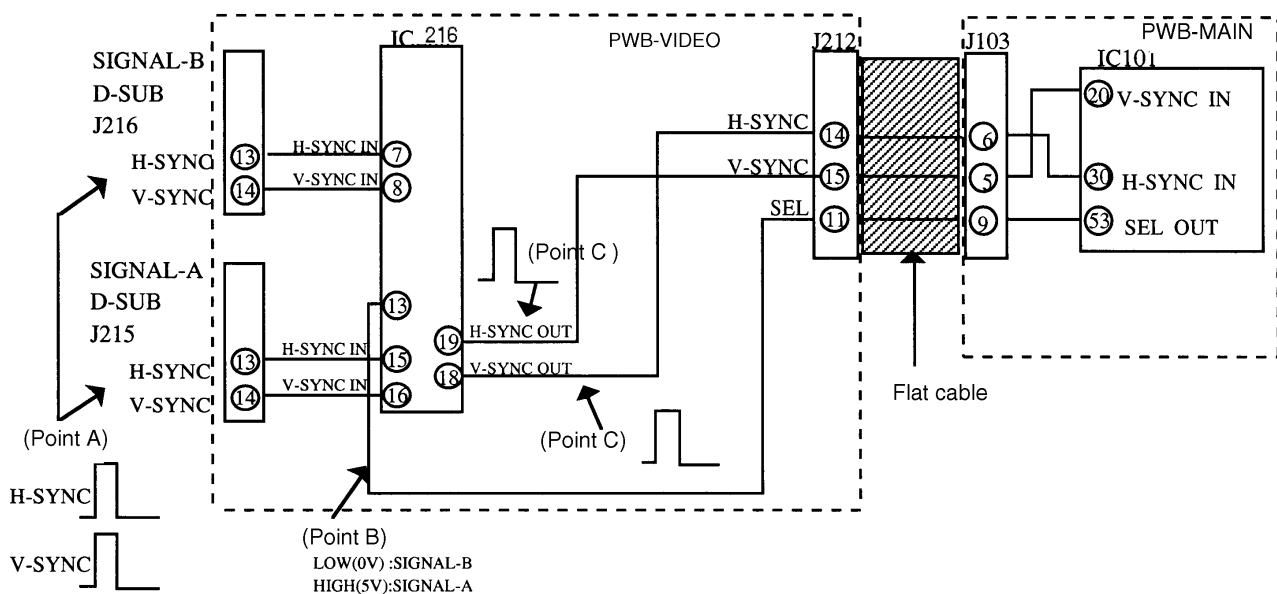 IC 216
PWB-VIDEO
J212
J103
PWB-MAIN
IC101
SIGNAL-B
D-SUB
J216
H-SYNC 13
V-SYNC 14
H-SYNC IN 7
V-SYNC IN 8
H-SYNC 14
V-SYNC 15
SEL 11
6
5
9
20 V-SYNC IN
30 H-SYNC IN
53 SEL OUT
(Point C )
SIGNAL-A
D-SUB
J215
13
H-SYNC 13
V-SYNC 14
H-SYNC IN 15
V-SYNC IN 16
19 H-SYNC OUT
18 V-SYNC OUT
Flat cable
(Point A)
(Point C)
H-SYNC
V-SYNC
(Point B)
LOW(0V) :SIGNAL-B
HIGH(5V):SIGNAL-A